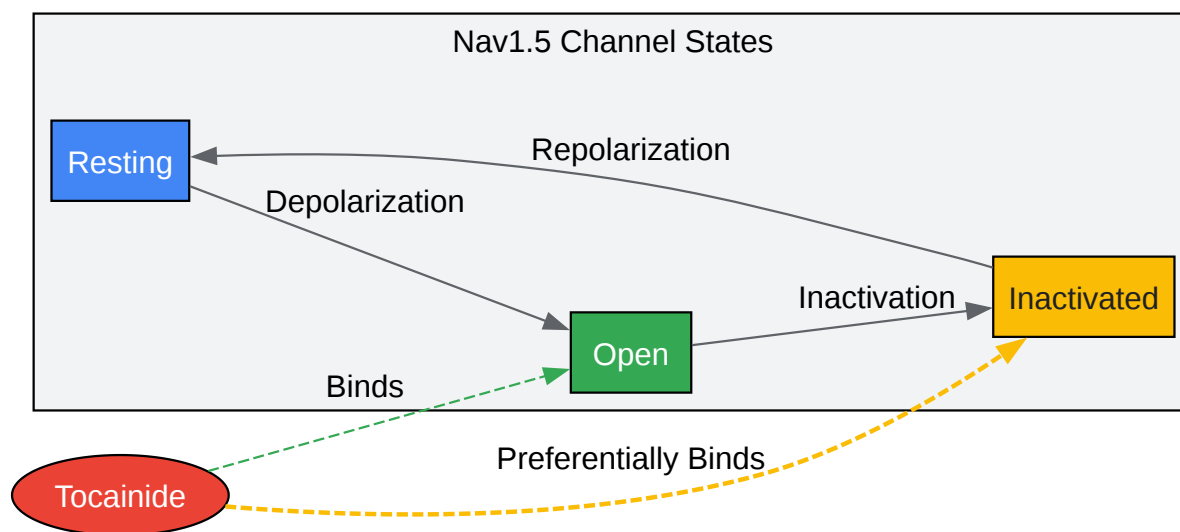 Nav1.5 Channel States
Resting
Repolarization
Depolarization
Inactivated
Inactivation
Open
Binds
Preferentially Binds
Tocainide